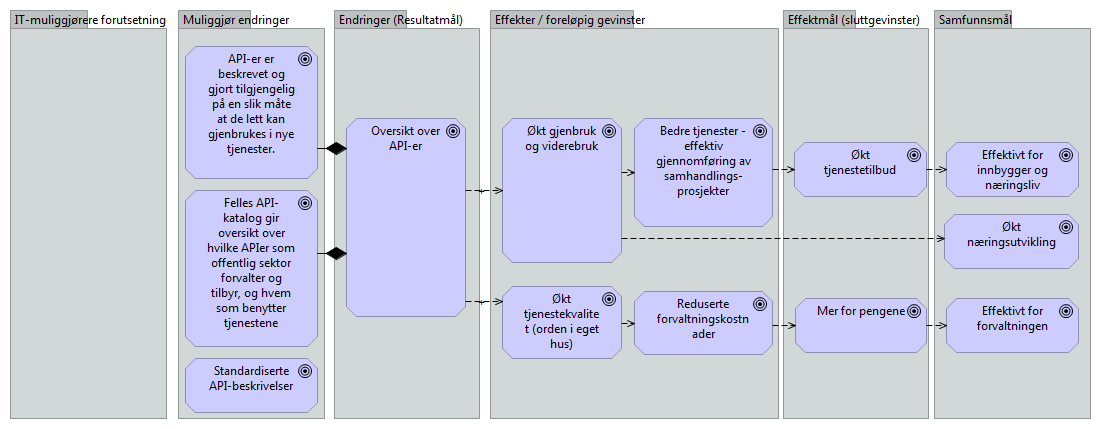 IT-muliggjørere forutsetning
Muliggjør endringer
Endringer (Resultatmål)
Effekter / foreløpig gevinster
Effektmål (sluttgevinster)
Samfunnsmål
API-er er
beskrevet og
gjort tilgjengelig
på en slik måte
at de lett kan
gjenbrukes i nye
tjenester.
Felles API-
katalog gir
oversikt over
hvilke APIer som
offentlig sektor
forvalter og
tilbyr, og hvem
som benytter
tjenestene
Standardiserte
API-beskrivelser
Oversikt over
API-er
Økt gjenbruk
og viderebruk
Økt
tjenestekvalite
t (orden i eget
hus)
Bedre tjenester -
effektiv
gjennomføring av
samhandlings-
prosjekter
Reduserte
forvaltningskostn
ader
Økt
tjenestetilbud
Mer for pengene
Effektivt for
innbygger og
næringsliv
Økt
næringsutvikling
Effektivt for
forvaltningen